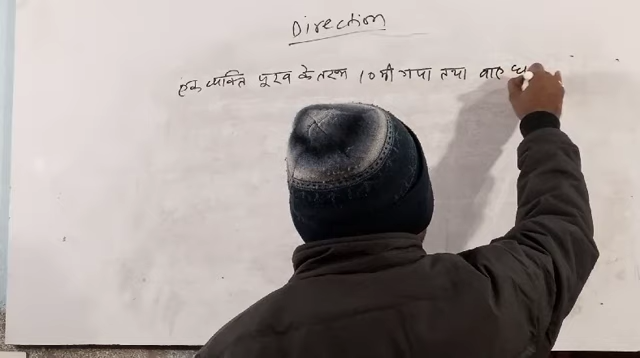 Direction
एक व्यक्ति पूरब के तरफ 10 मी गया तथा वाह